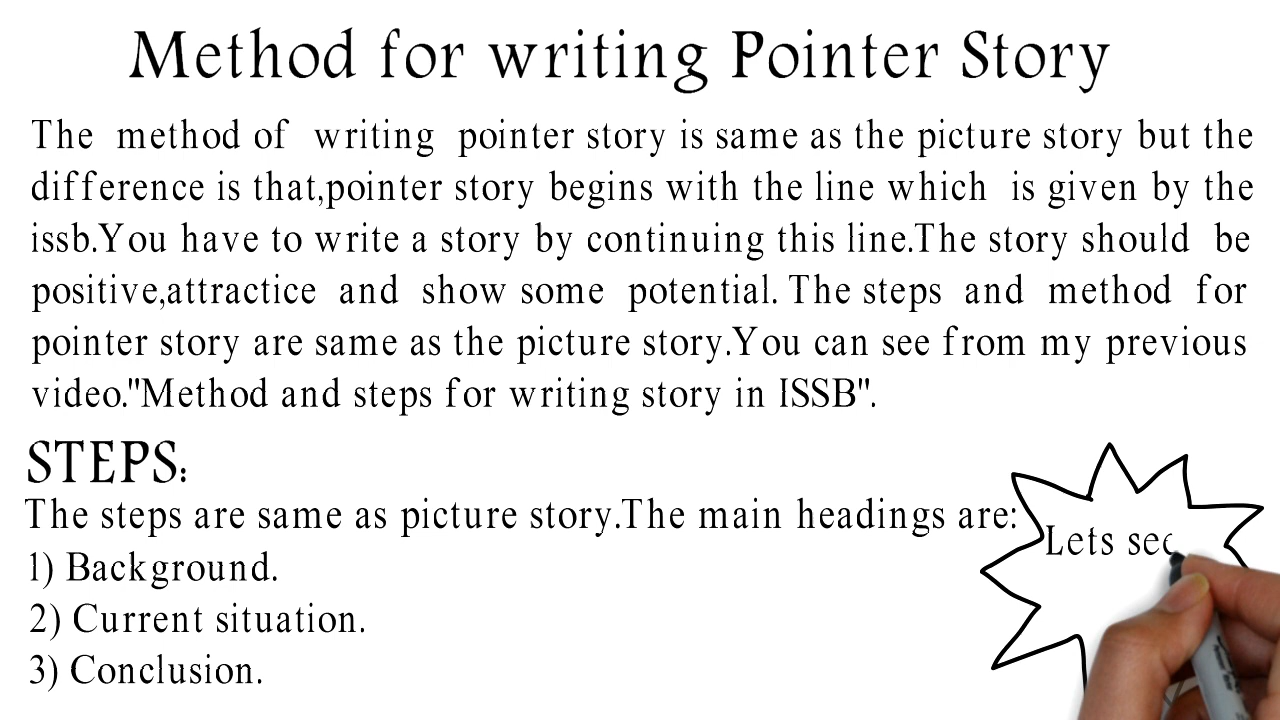 Method for writing Pointer Story
The method of writing pointer story is same as the picture story but the
difference is that,pointer story begins with the line which is given by the
issb.You have to write a story by continuing this line.The story should be
positive,attractice and show some potential. The steps and method for
pointer story are same as the picture story.You can see from my previous
video."Method and steps for writing story in ISSB".
STEPS:
The steps are same as picture story.The main headings are:
1) Background.
2) Current situation.
3) Conclusion.
Lets